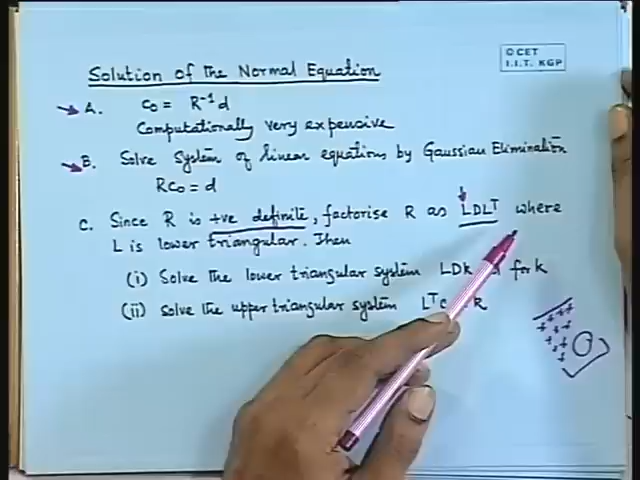 © CET
I.I.T. KGP
Solution of the Normal Equation
A. c₀ = R⁻¹d
Computationally very expensive
B. Solve system of linear equations by Gaussian Elimination
Rc₀ = d
C. Since R is +ve definite, factorise R as LDLᵀ where
L is lower triangular. Then
(i) Solve the lower triangular system LDk for k
(ii) solve the upper triangular system Lᵀc k